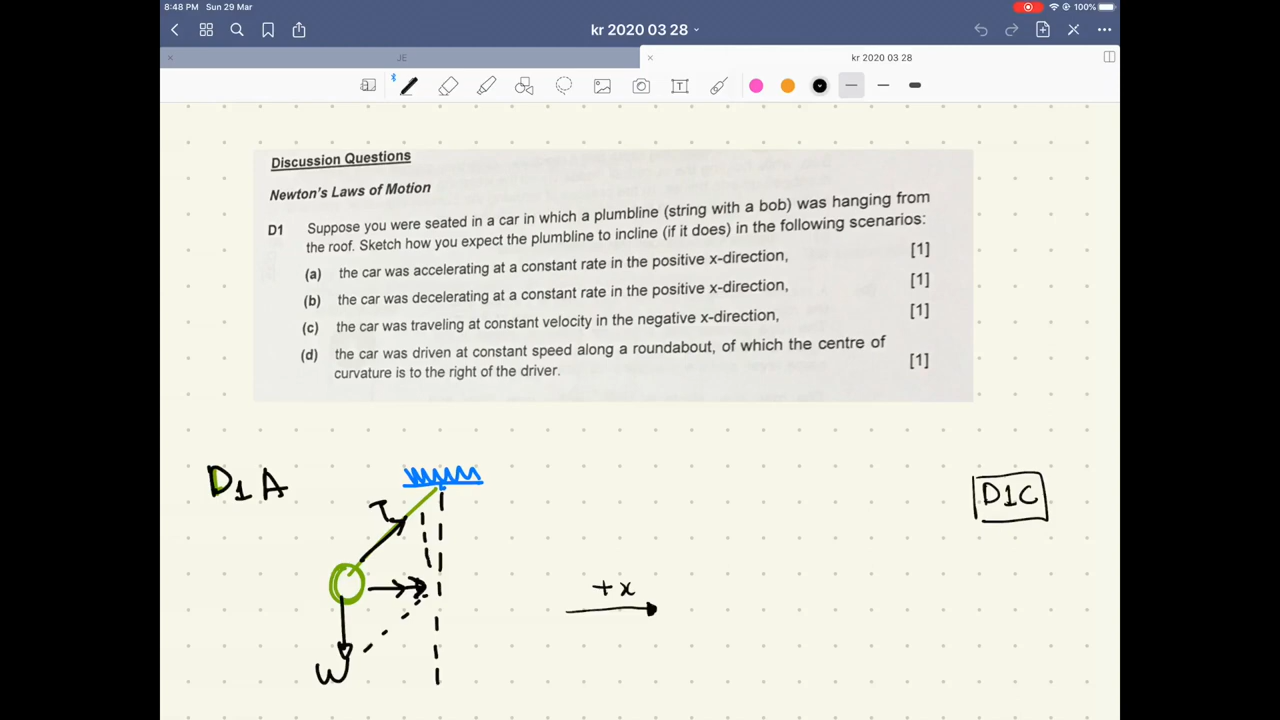 8:48 PM Sun 29 Mar
100%
kr 2020 03 28
JE
kr 2020 03 28
Discussion Questions
Newton's Laws of Motion
D1 Suppose you were seated in a car in which a plumbline (string with a bob) was hanging from
the roof. Sketch how you expect the plumbline to incline (if it does) in the following scenarios:
(a) the car was accelerating at a constant rate in the positive x-direction, [1]
(b) the car was decelerating at a constant rate in the positive x-direction, [1]
(c) the car was traveling at constant velocity in the negative x-direction, [1]
(d) the car was driven at constant speed along a roundabout, of which the centre of
curvature is to the right of the driver. [1]
D1A
D1C
T
+x
W